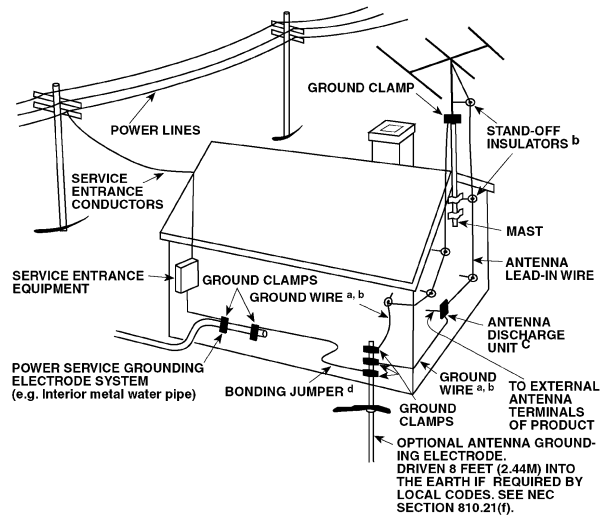 GROUND CLAMP
POWER LINES
STAND-OFF
INSULATORS b
SERVICE
ENTRANCE
CONDUCTORS
MAST
ANTENNA
LEAD-IN WIRE
SERVICE ENTRANCE
EQUIPMENT
GROUND CLAMPS
GROUND WIRE a, b
ANTENNA
DISCHARGE
UNIT C
POWER SERVICE GROUNDING
ELECTRODE SYSTEM
(e.g. Interior metal water pipe)
BONDING JUMPER d
GROUND
WIRE a, b
GROUND
CLAMPS
TO EXTERNAL
ANTENNA
TERMINALS
OF PRODUCT
OPTIONAL ANTENNA GROUND-
ING ELECTRODE.
DRIVEN 8 FEET (2.44M) INTO
THE EARTH IF REQUIRED BY
LOCAL CODES. SEE NEC
SECTION 810.21(f).